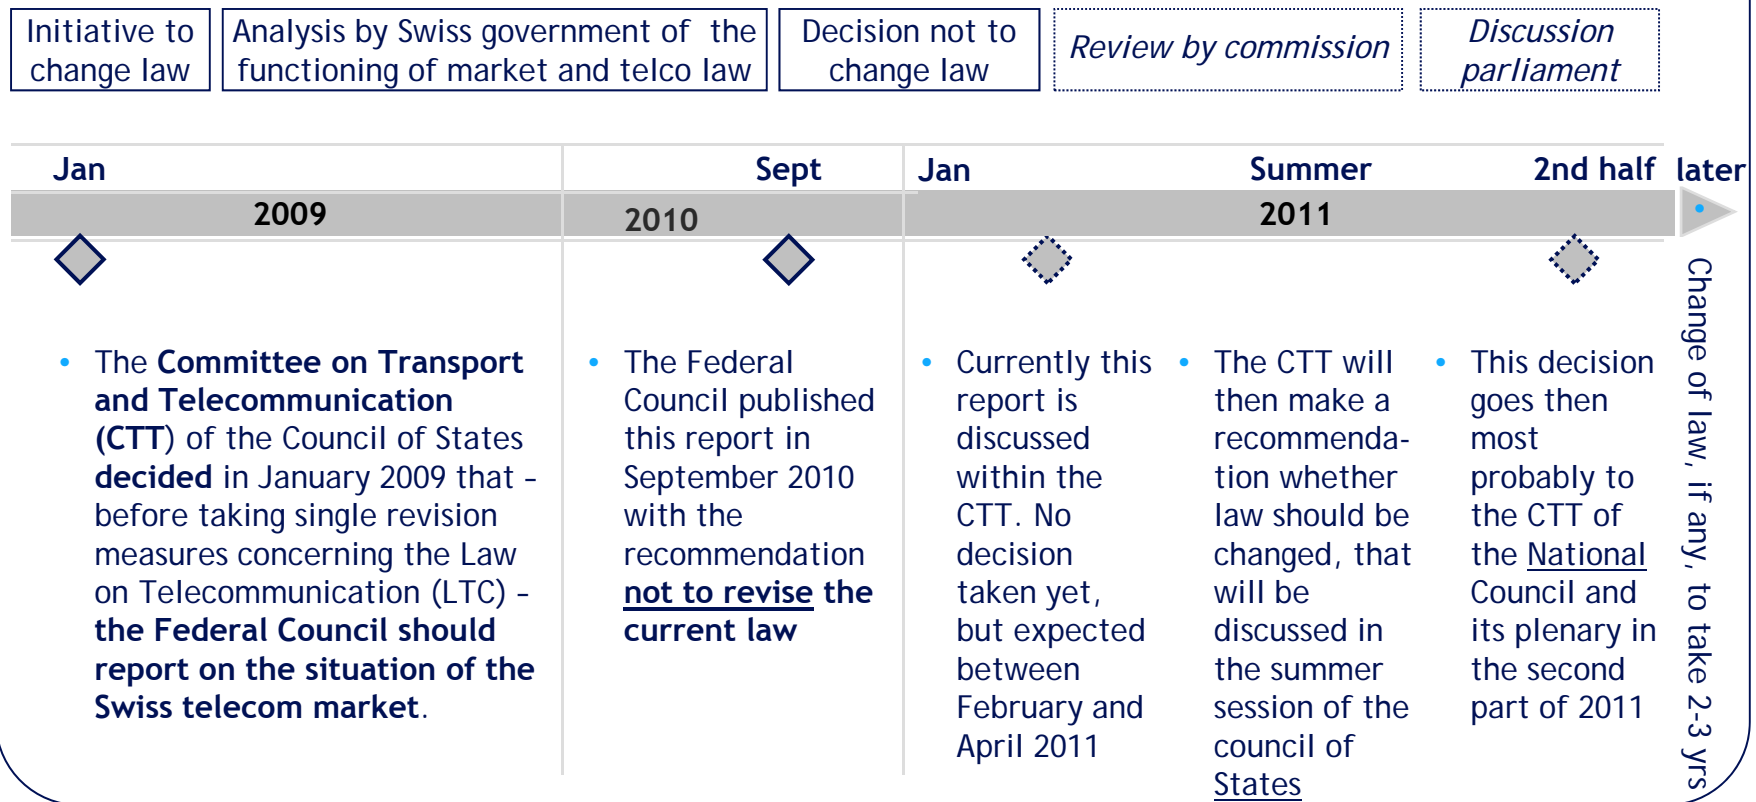 Initiative to
change law
Analysis by Swiss government of the
functioning of market and telco law
Decision not to
change law
Review by commission
Discussion
parliament
Jan
Sept
Jan
Summer
2nd half
later
2009
2010
2011
• The Committee on Transport
and Telecommunication
(CTT) of the Council of States
decided in January 2009 that –
before taking single revision
measures concerning the Law
on Telecommunication (LTC) –
the Federal Council should
report on the situation of the
Swiss telecom market.
• The Federal
Council published
this report in
September 2010
with the
recommendation
not to revise the
current law
• Currently this
report is
discussed
within the
CTT. No
decision
taken yet,
but expected
between
February and
April 2011
• The CTT will
then make a
recommenda-
tion whether
law should be
changed, that
will be
discussed in
the summer
session of the
council of
States
• This decision
goes then
most
probably to
the CTT of
the National
Council and
its plenary in
the second
part of 2011
• Change of law, if any, to take 2-3 yrs